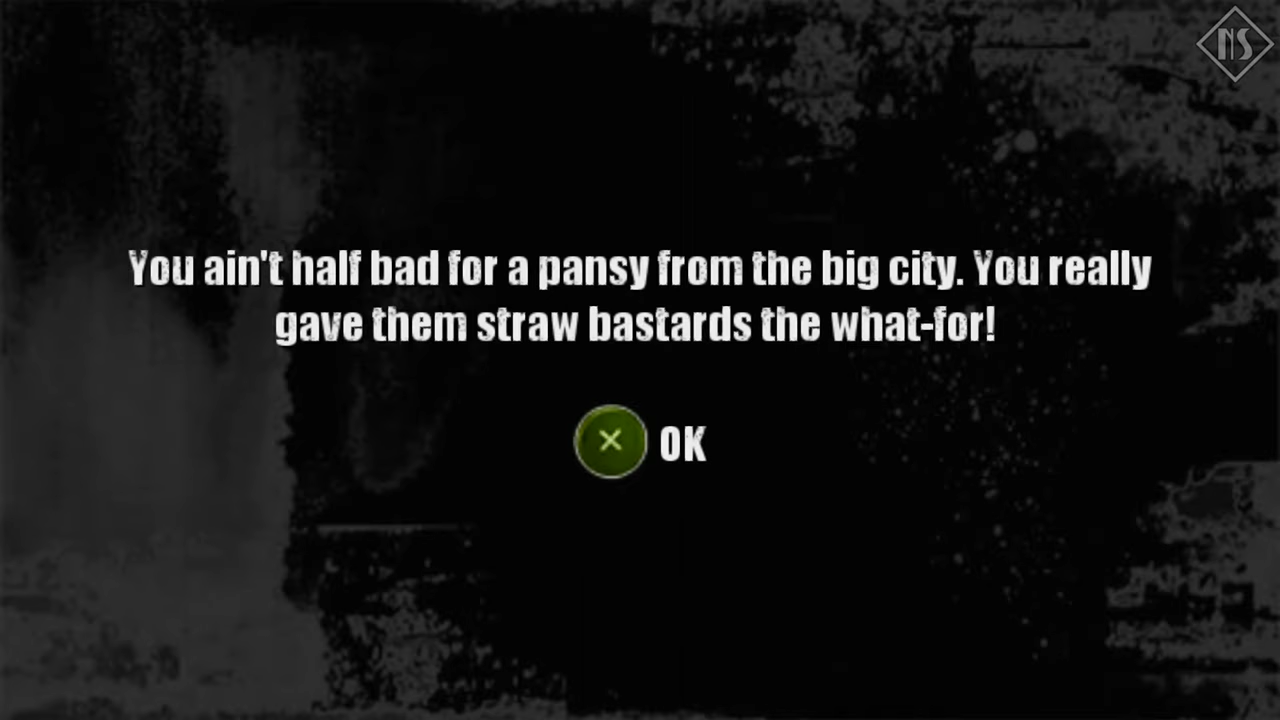 NS
You ain't half bad for a pansy from the big city. You really
gave them straw bastards the what-for!
OK